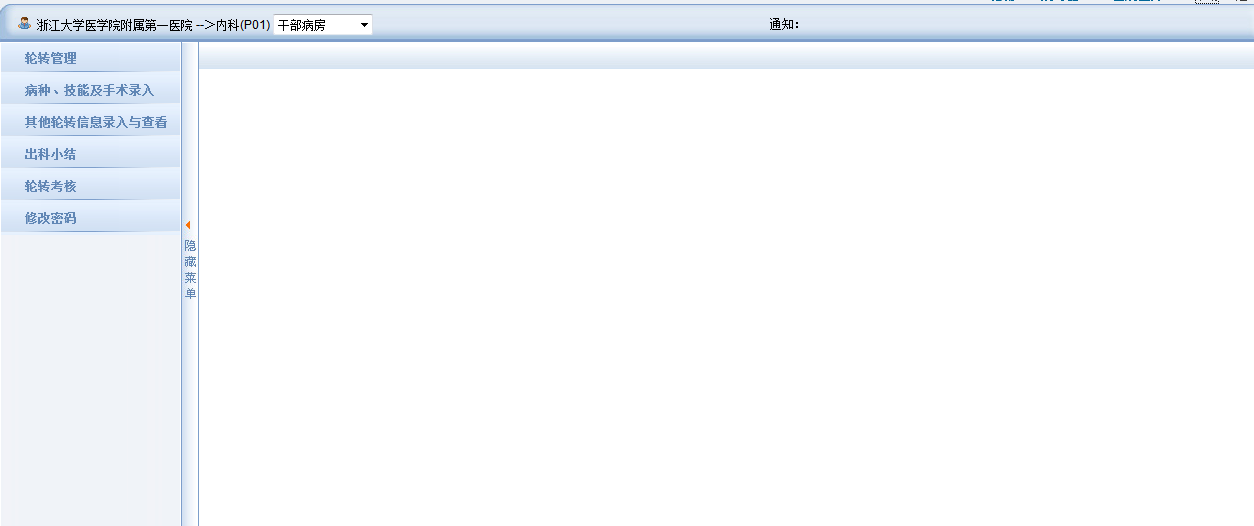 浙江大学医学院附属第一医院 -->内科(P01) 干部病房 通知：
轮转管理
病种、技能及手术录入
其他轮转信息录入与查看
出科小结
轮转考核
修改密码
隐
藏
菜
单